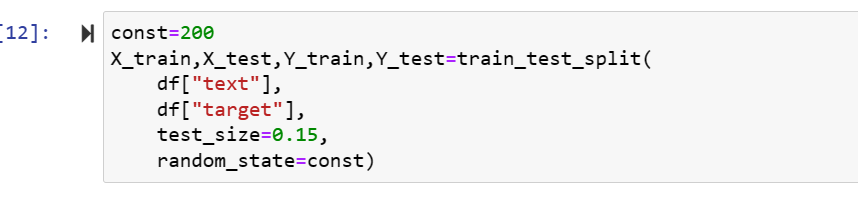 [12]:
const=200
X_train,X_test,Y_train,Y_test=train_test_split(
    df["text"],
    df["target"],
    test_size=0.15,
    random_state=const)